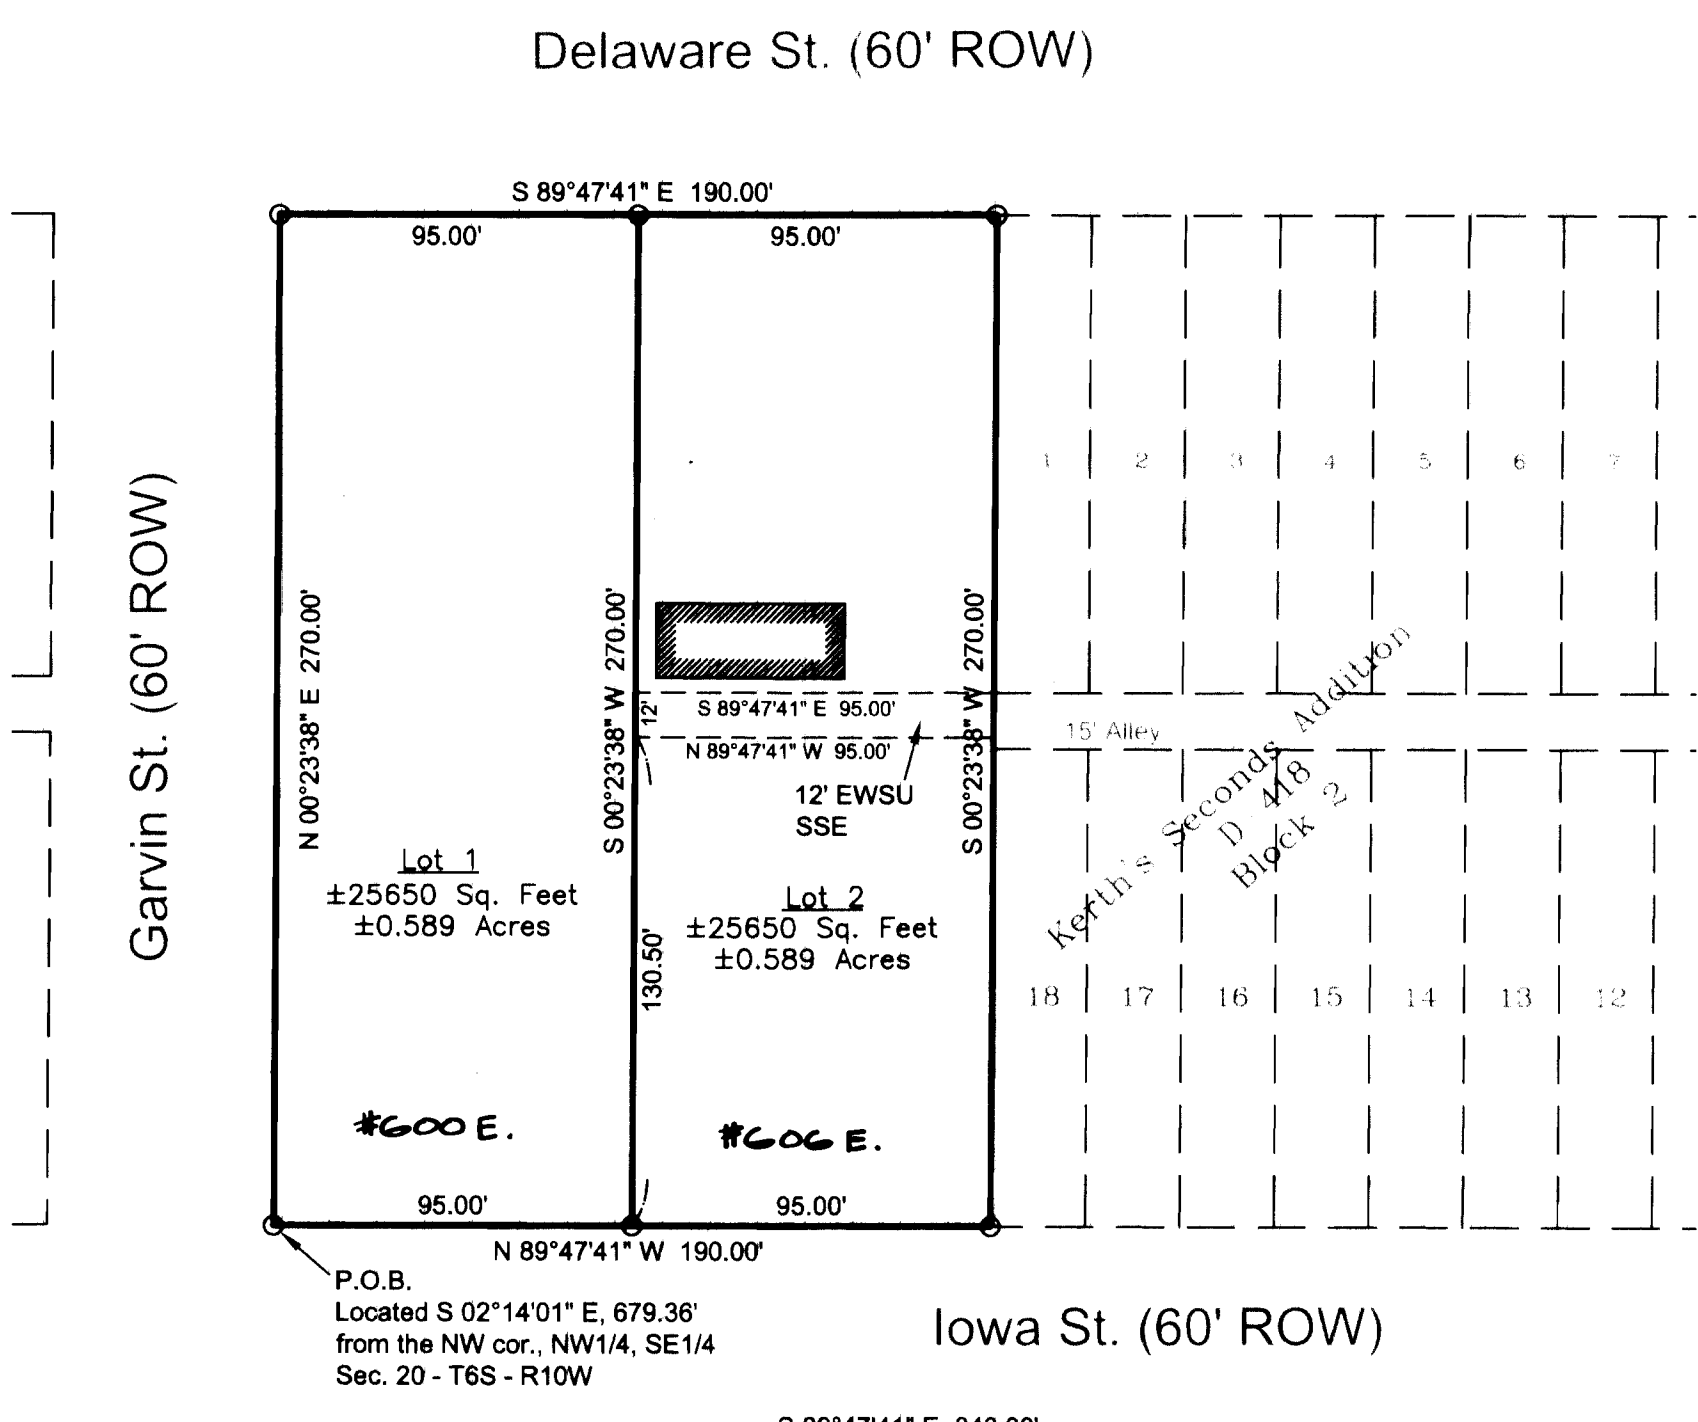 Delaware St. (60' ROW)
S 89°47'41" E 190.00'
95.00'
95.00'
Garvin St. (60' ROW)
N 00°23'38" E 270.00'
S 00°23'38" W 270.00'
S 00°23'38" W 270.00'
1
2
3
4
5
6
7
12'
S 89°47'41" E 95.00'
N 89°47'41" W 95.00'
15' Alley
12' EWSU
SSE
Kerth's Seconds Addition
D 418
Block 2
Lot 1
±25650 Sq. Feet
±0.589 Acres
Lot 2
±25650 Sq. Feet
±0.589 Acres
130.50'
18
17
16
15
14
13
12
#600 E.
#606 E.
95.00'
95.00'
N 89°47'41" W 190.00'
P.O.B.
Located S 02°14'01" E, 679.36'
from the NW cor., NW1/4, SE1/4
Sec. 20 - T6S - R10W
Iowa St. (60' ROW)